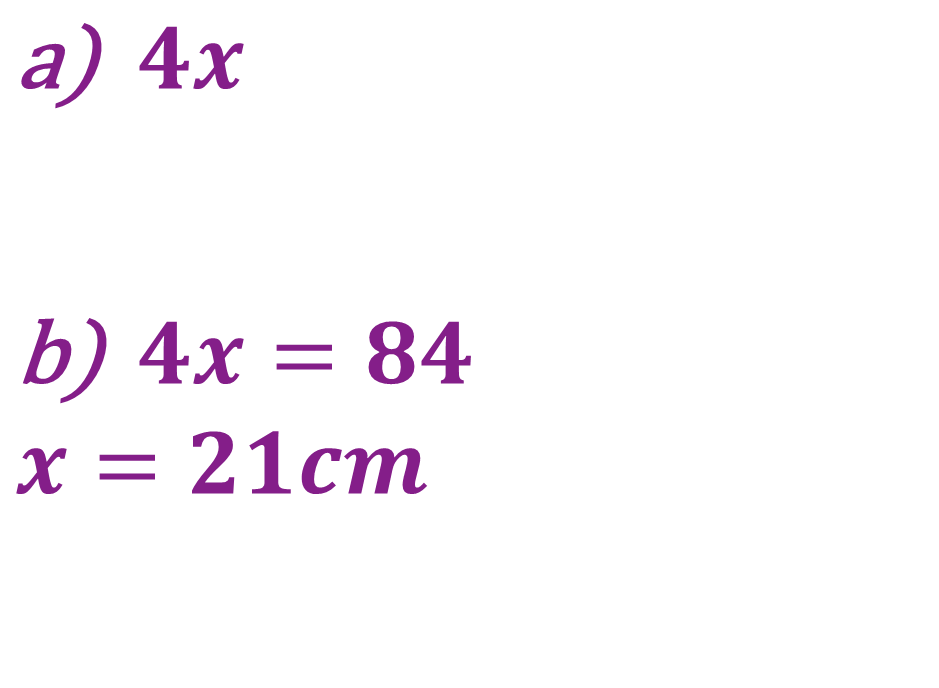 a) 4x
b) 4x = 84
x = 21cm